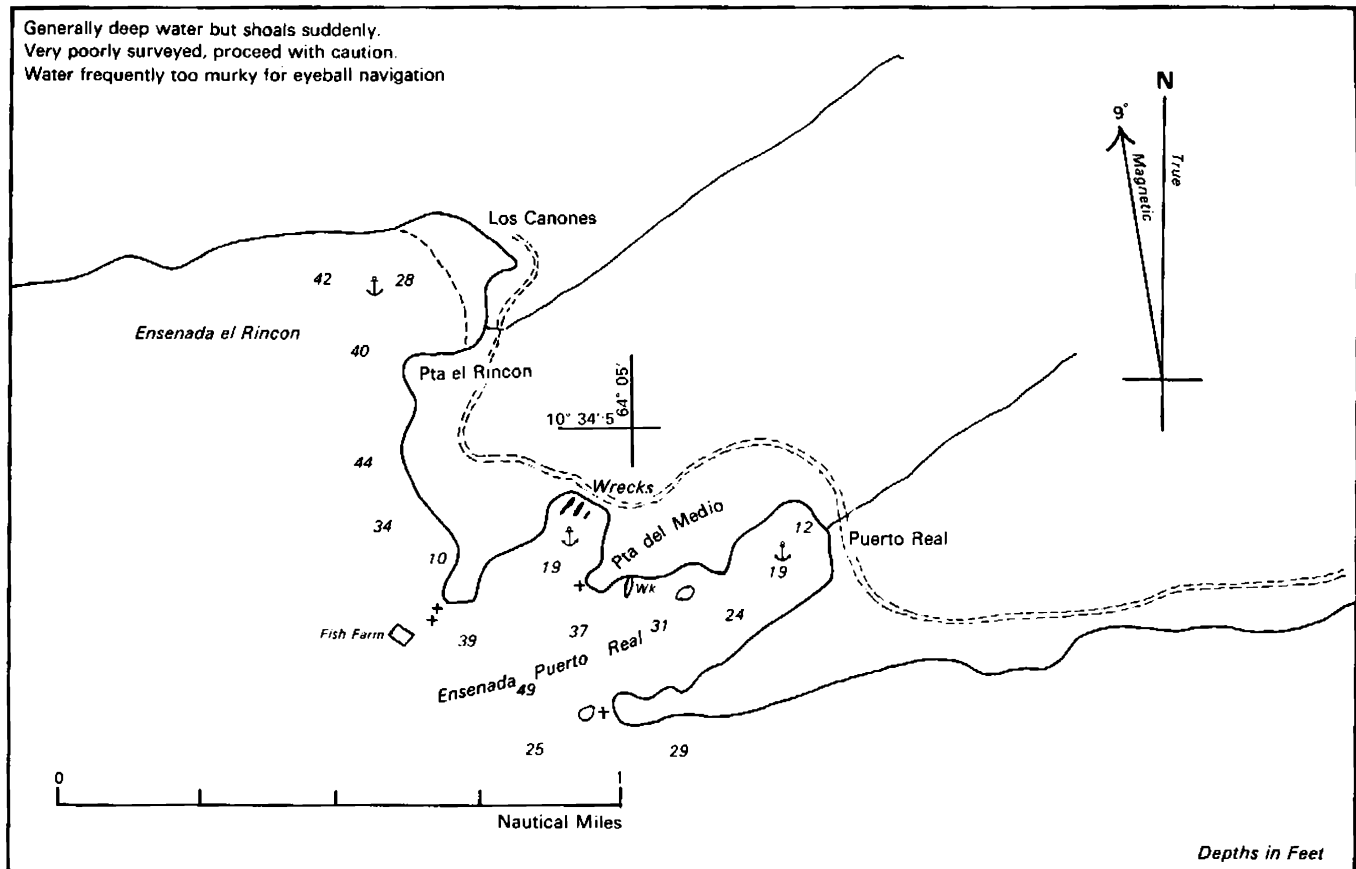 Generally deep water but shoals suddenly.
Very poorly surveyed, proceed with caution.
Water frequently too murky for eyeball navigation
N
9°
Magnetic
True
Los Canones
42
28
Ensenada el Rincon
40
Pta el Rincon
64° 05'
10° 34'·5
44
Wrecks
34
Pta del Medio
12
Puerto Real
10
19
19
Wk
Fish Farm
39
37
31
24
Ensenada Puerto Real
49
25
29
0
1
Nautical Miles
Depths in Feet